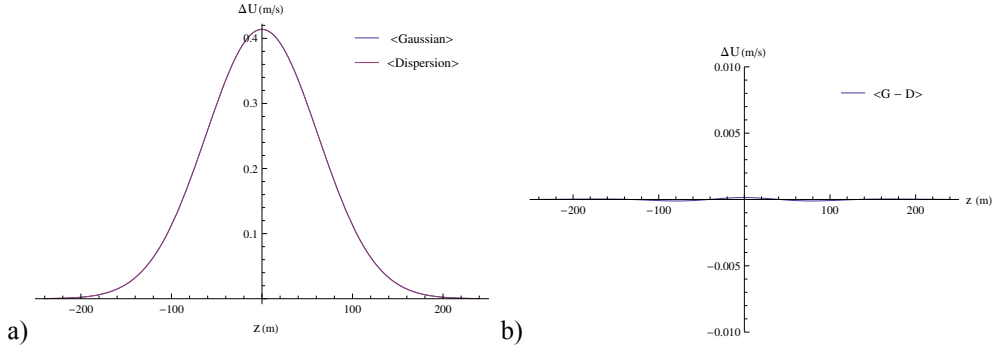 ΔU(m/s)
0.4
0.3
0.2
0.1
−200
−100
100
200
z (m)
<Gaussian>
<Dispersion>
a)
ΔU(m/s)
0.010
0.005
−0.005
−0.010
−200
−100
100
200
z (m)
<G − D>
b)